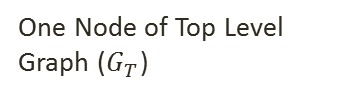 One Node of Top Level
Graph (G_T)